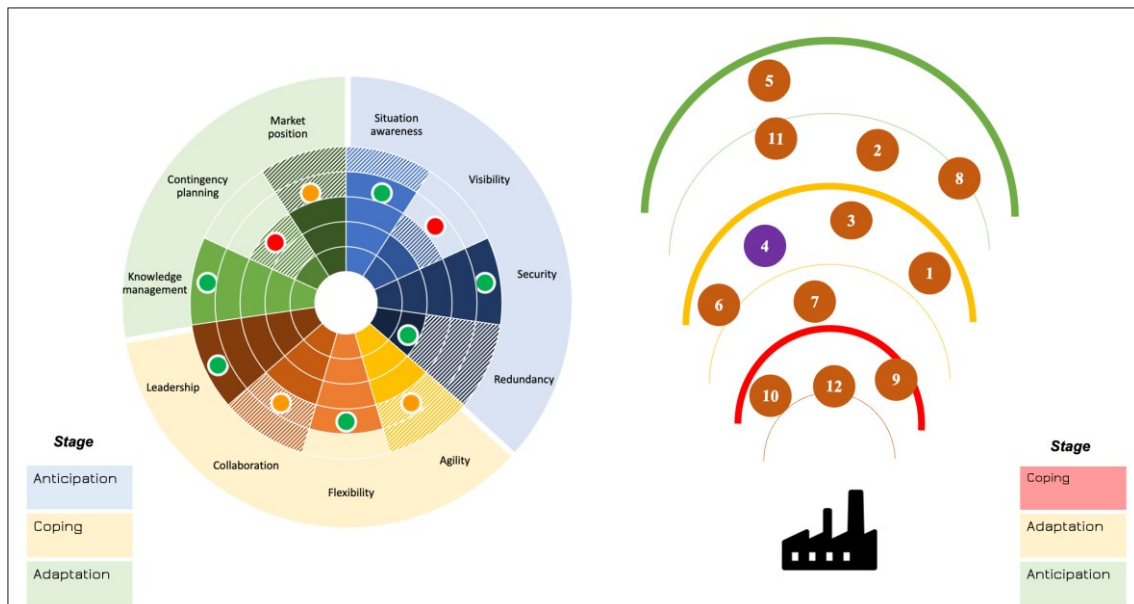 Market
position
Situation
awareness
Contingency
planning
Visibility
Knowledge
management
Security
Leadership
Redundancy
Collaboration
Flexibility
Agility
Stage
Anticipation
Coping
Adaptation
5
11
2
8
3
4
1
6
7
9
12
10
Stage
Coping
Adaptation
Anticipation